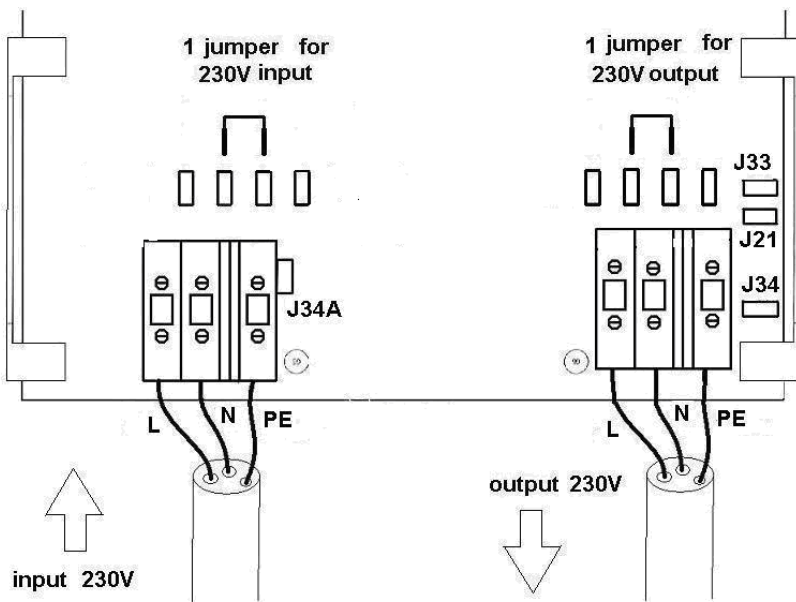 1 jumper for
230V input
1 jumper for
230V output
J33
J21
J34A
J34
L N PE
L N PE
input 230V
output 230V